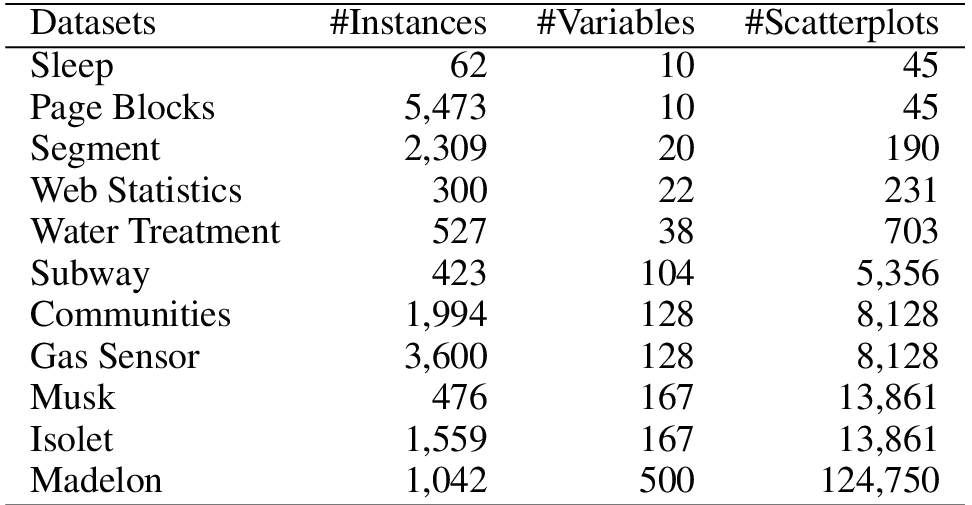 Datasets #Instances #Variables #Scatterplots
Sleep 62 10 45
Page Blocks 5,473 10 45
Segment 2,309 20 190
Web Statistics 300 22 231
Water Treatment 527 38 703
Subway 423 104 5,356
Communities 1,994 128 8,128
Gas Sensor 3,600 128 8,128
Musk 476 167 13,861
Isolet 1,559 167 13,861
Madelon 1,042 500 124,750